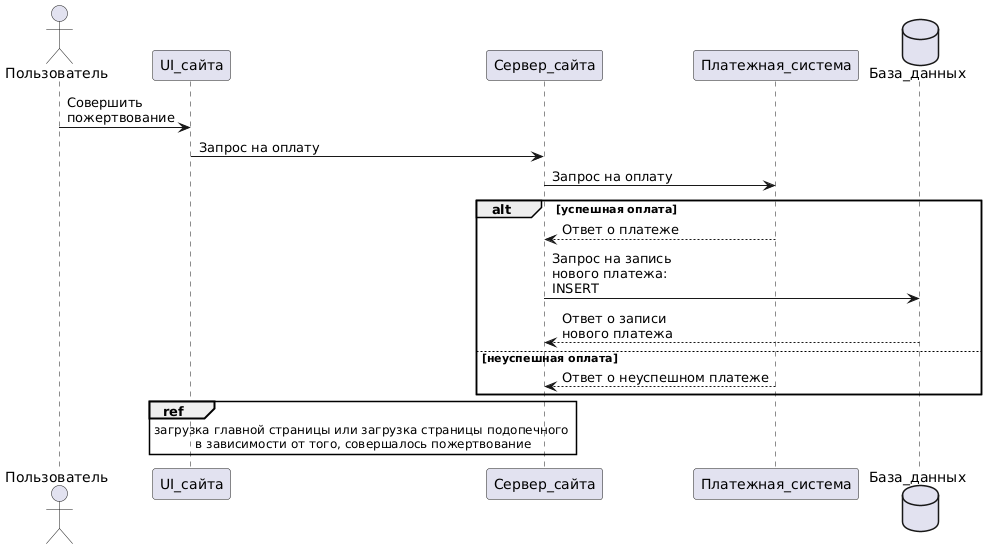 Пользователь
UI_сайта
Сервер_сайта
Платежная_система
База_данных
Совершить
пожертвование
Запрос на оплату
Запрос на оплату
alt
[успешная оплата]
Ответ о платеже
Запрос на запись
нового платежа:
INSERT
Ответ о записи
нового платежа
[неуспешная оплата]
Ответ о неуспешном платеже
ref
загрузка главной страницы или загрузка страницы подопечного
в зависимости от того, совершалось пожертвование
Пользователь
UI_сайта
Сервер_сайта
Платежная_система
База_данных